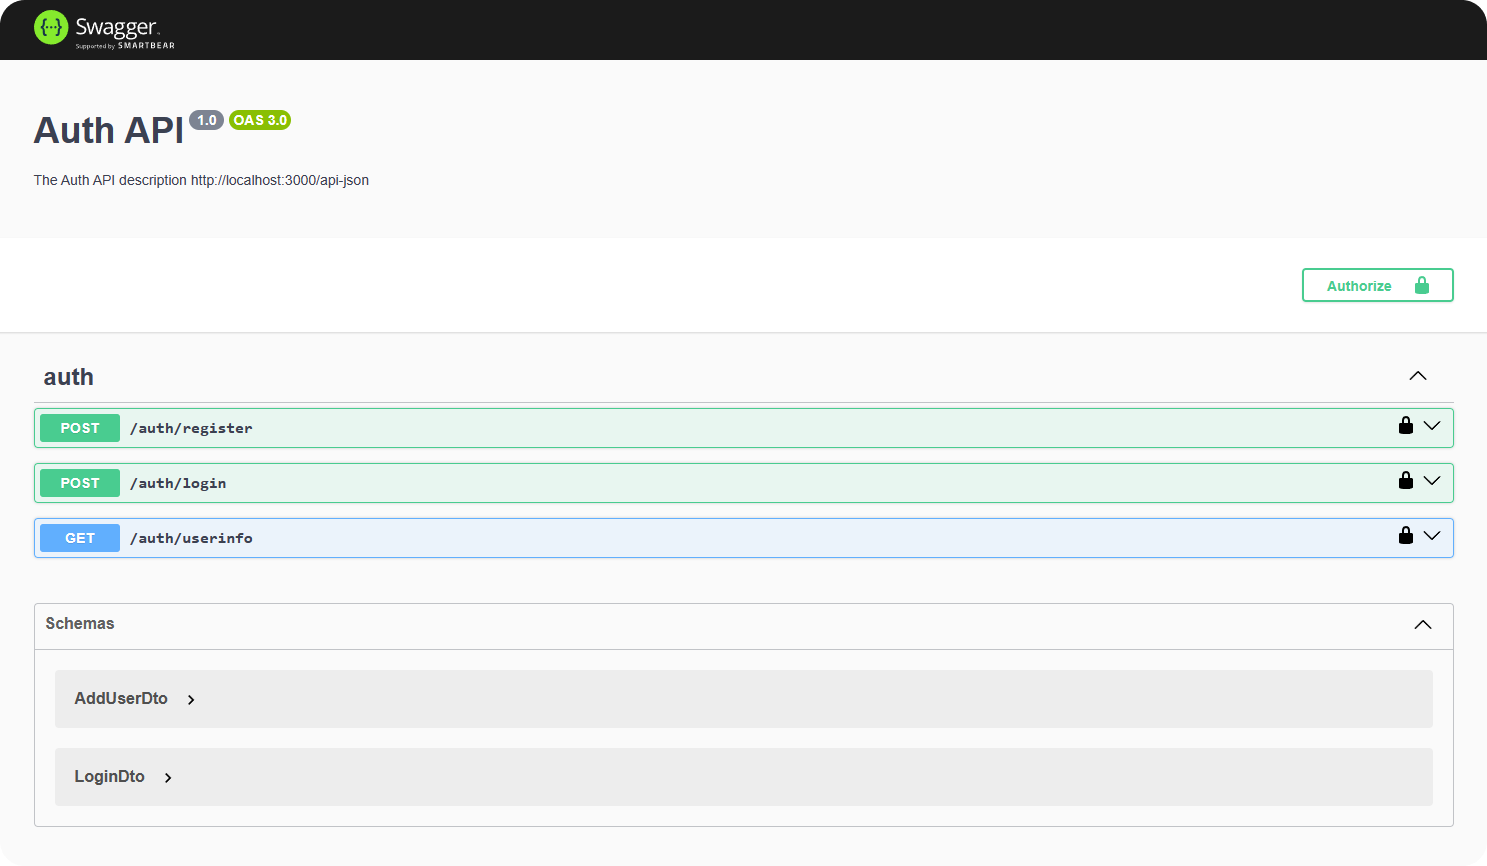 Swagger
Supported by SMARTBEAR
Auth API 1.0 OAS 3.0
The Auth API description http://localhost:3000/api-json
Authorize
auth
POST /auth/register
POST /auth/login
GET /auth/userinfo
Schemas
AddUserDto
LoginDto